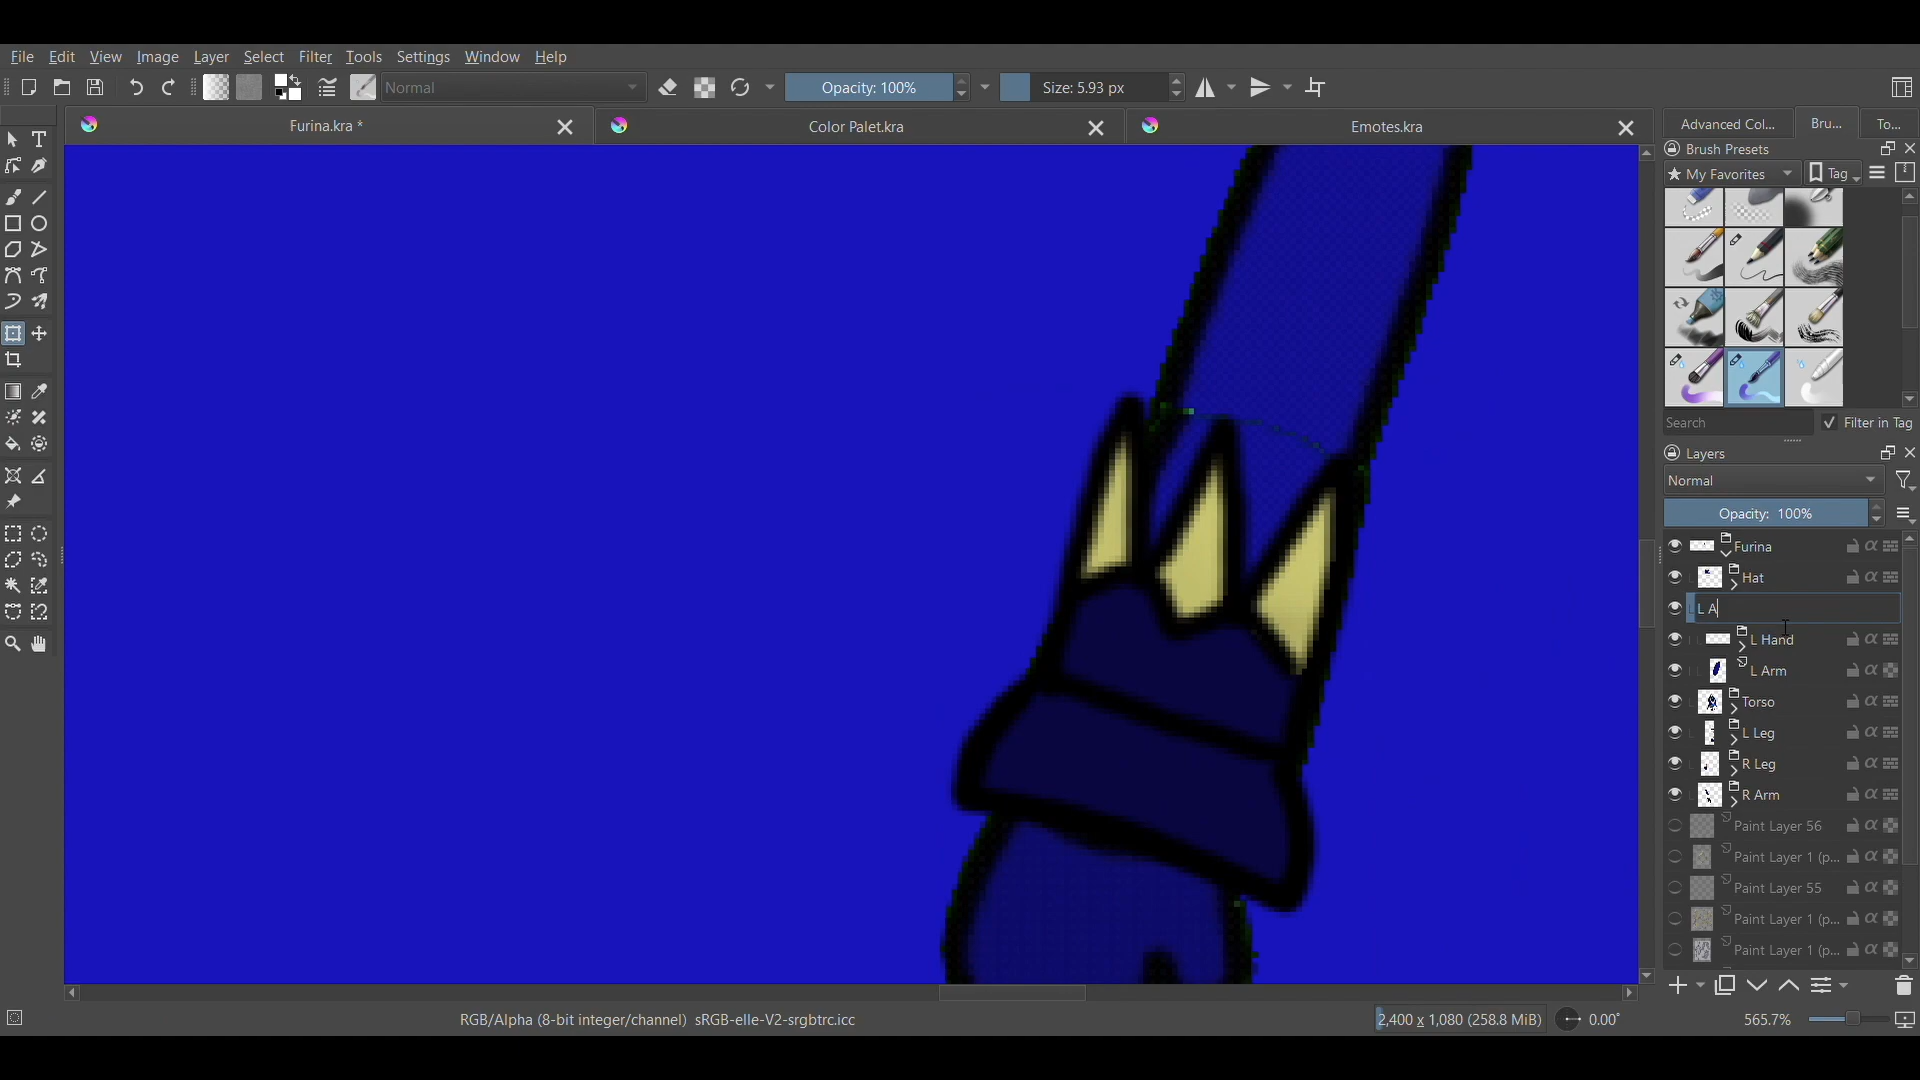 File Edit View Image Layer Select Filter Tools Settings Window Help
Normal
Opacity: 100%
Size: 5.93 px
Furina.kra *
Color Palet.kra
Emotes.kra
Advanced Col...
Bru...
To...
Brush Presets
My Favorites
Tag
Search
Filter in Tag
Layers
Normal
Opacity: 100%
Furina
Hat
L A
L Hand
L Arm
Torso
L Leg
R Leg
R Arm
Paint Layer 56
Paint Layer 1 (p...
Paint Layer 55
Paint Layer 1 (p...
Paint Layer 1 (p...
RGB/Alpha (8-bit integer/channel) sRGB-elle-V2-srgbtrc.icc
2,400 x 1,080 (258.8 MiB)
0.00°
565.7%